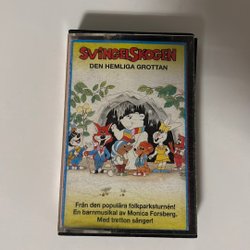 SVINGELSKOGEN
DEN HEMLIGA GROTTAN
Från den populära folkparksturnén!
En barnmusikal av Monica Forsberg.
Med tretton sånger!